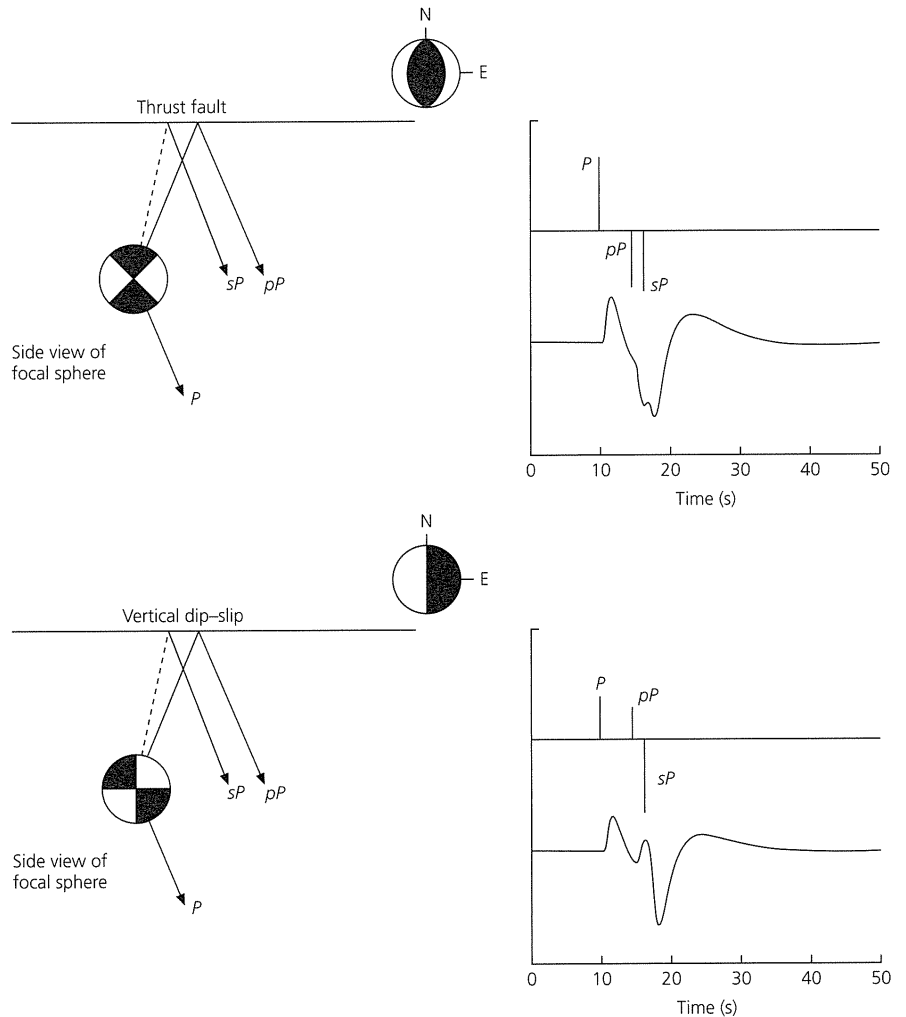 N
E
Thrust fault
P
pP
sP
sP pP
Side view of
focal sphere
P
0 10 20 30 40 50
Time (s)
N
E
Vertical dip–slip
P
pP
sP
sP pP
Side view of
focal sphere
P
0 10 20 30 40 50
Time (s)